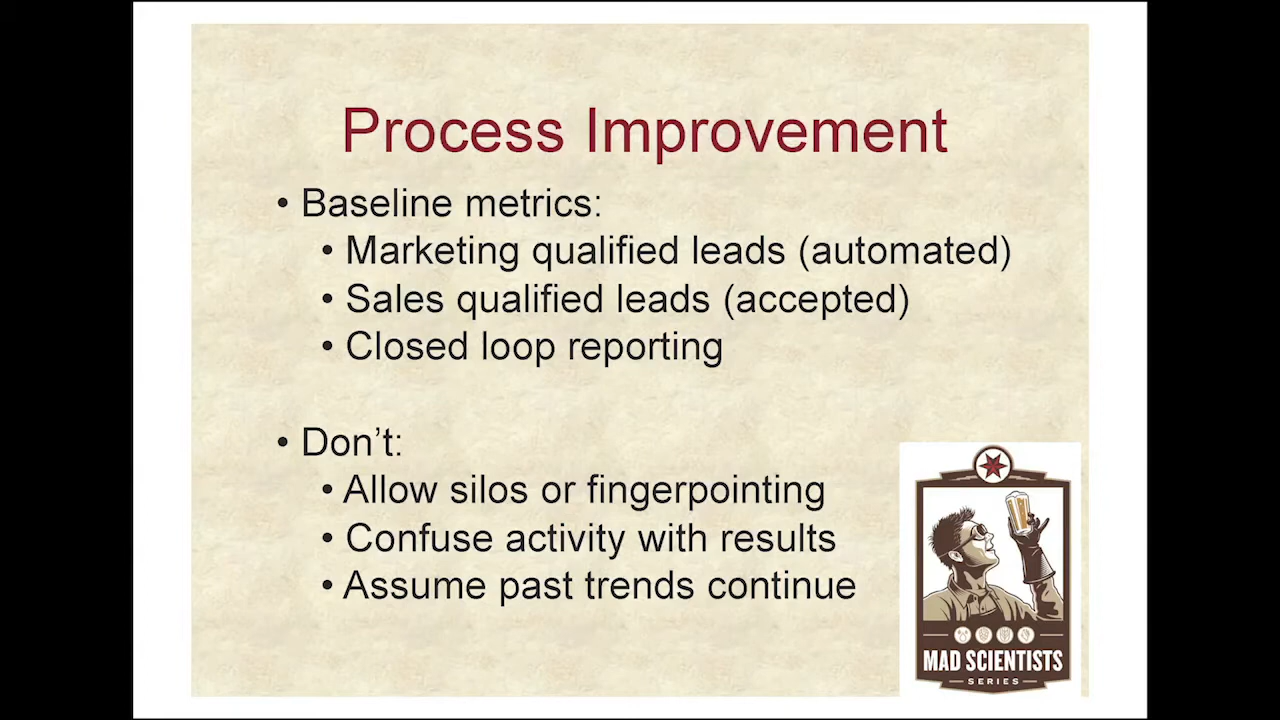 Process Improvement
• Baseline metrics:
• Marketing qualified leads (automated)
• Sales qualified leads (accepted)
• Closed loop reporting
• Don't:
• Allow silos or fingerpointing
• Confuse activity with results
• Assume past trends continue
MAD SCIENTISTS
SERIES